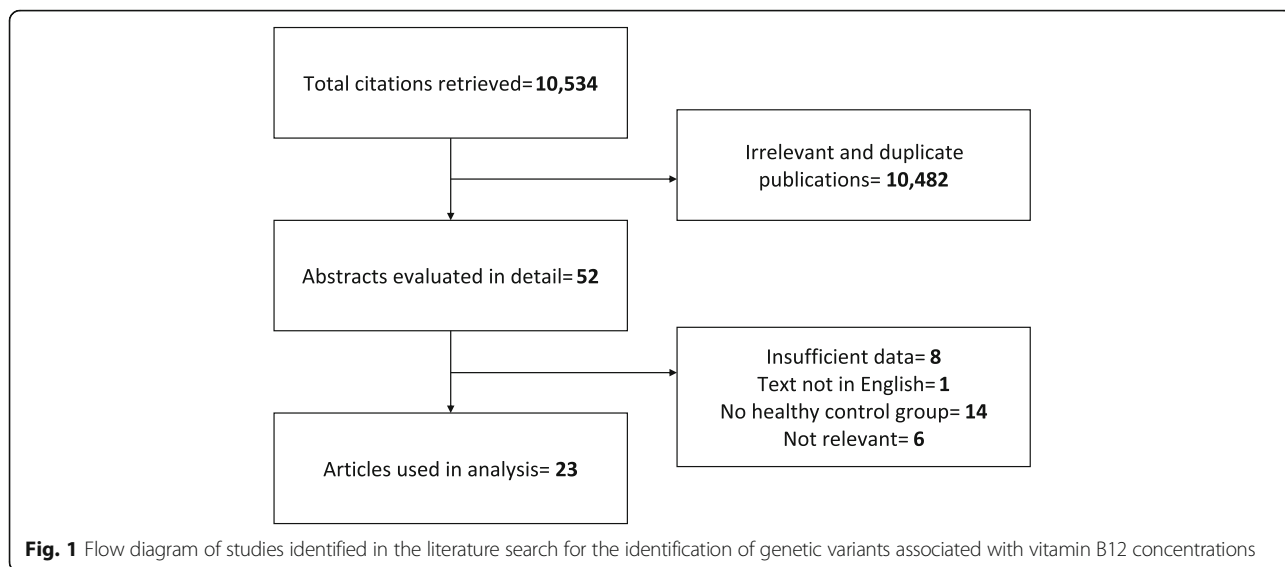 Total citations retrieved= 10,534
Irrelevant and duplicate
publications= 10,482
Abstracts evaluated in detail= 52
Insufficient data= 8
Text not in English= 1
No healthy control group= 14
Not relevant= 6
Articles used in analysis= 23
Fig. 1 Flow diagram of studies identified in the literature search for the identification of genetic variants associated with vitamin B12 concentrations